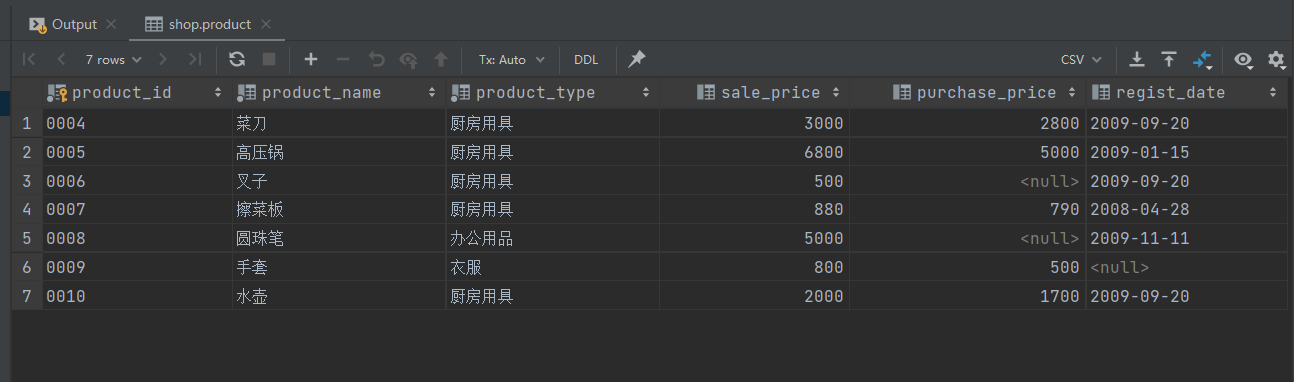 Output shop.product
7 rows Tx: Auto DDL CSV
product_id product_name product_type sale_price purchase_price regist_date
1 0004 菜刀 厨房用具 3000 2800 2009-09-20
2 0005 高压锅 厨房用具 6800 5000 2009-01-15
3 0006 叉子 厨房用具 500 <null> 2009-09-20
4 0007 擦菜板 厨房用具 880 790 2008-04-28
5 0008 圆珠笔 办公用品 5000 <null> 2009-11-11
6 0009 手套 衣服 800 500 <null>
7 0010 水壶 厨房用具 2000 1700 2009-09-20